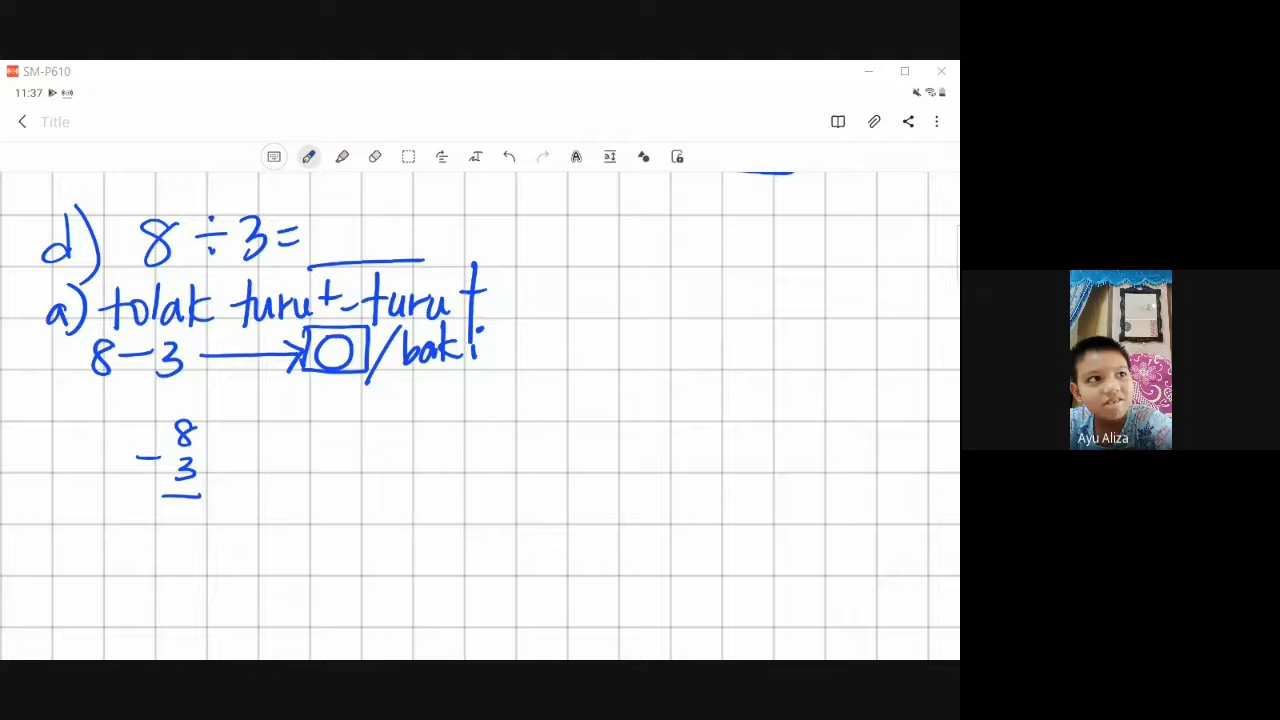 SM-P610
11:37
Title
d) 8 ÷ 3 =
a) tolak turut-turut
8 - 3 → 0 / baki
8
- 3
Ayu Aliza